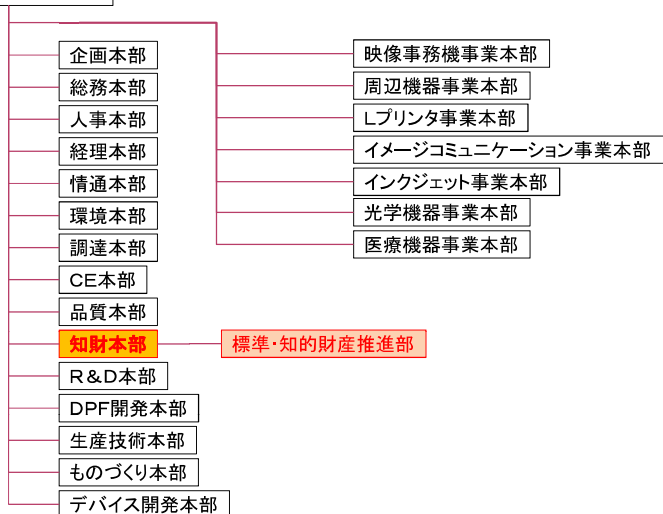 企画本部
総務本部
人事本部
経理本部
情通本部
環境本部
調達本部
CE本部
品質本部
知財本部
標準・知的財産推進部
R&D本部
DPF開発本部
生産技術本部
ものづくり本部
デバイス開発本部
映像事務機事業本部
周辺機器事業本部
Lプリンタ事業本部
イメージコミュニケーション事業本部
インクジェット事業本部
光学機器事業本部
医療機器事業本部